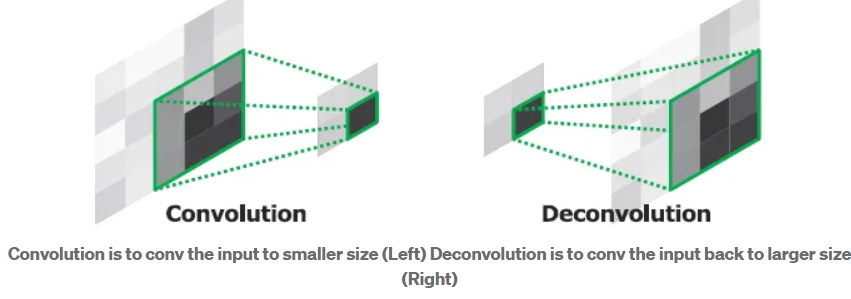 Convolution
Deconvolution
Convolution is to conv the input to smaller size (Left) Deconvolution is to conv the input back to larger size
(Right)